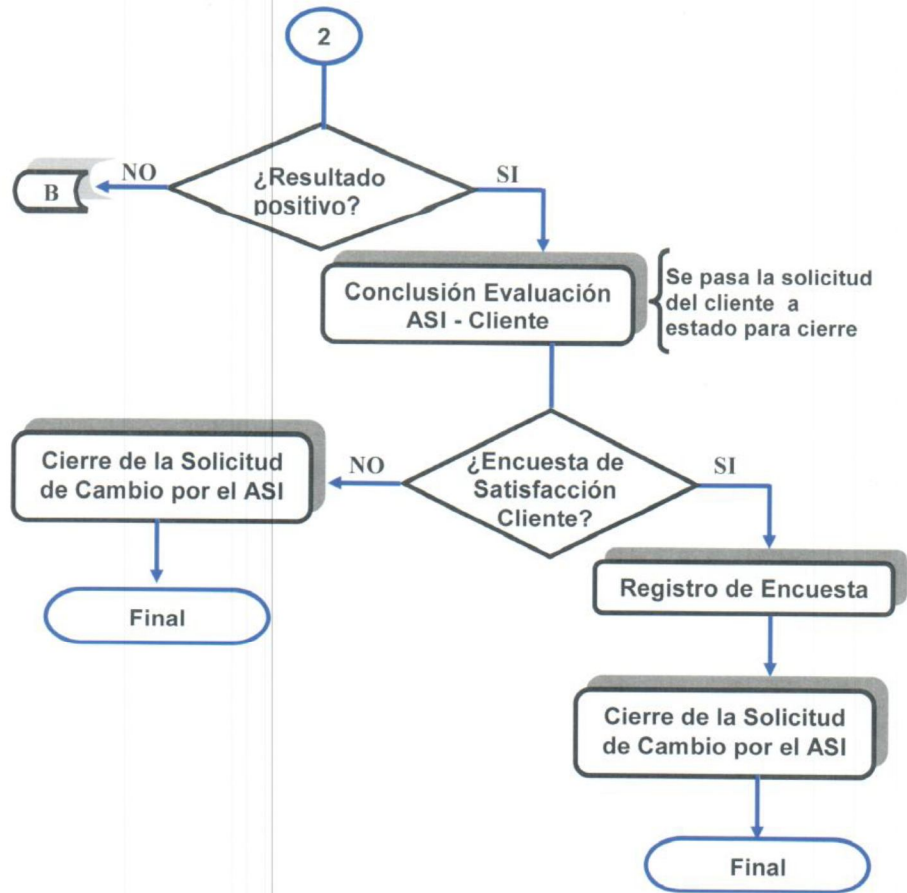 2
¿Resultado
positivo?
NO
SI
B
Conclusión Evaluación
ASI - Cliente
Se pasa la solicitud
del cliente a
estado para cierre
¿Encuesta de
Satisfacción
Cliente?
NO
SI
Cierre de la Solicitud
de Cambio por el ASI
Final
Registro de Encuesta
Cierre de la Solicitud
de Cambio por el ASI
Final